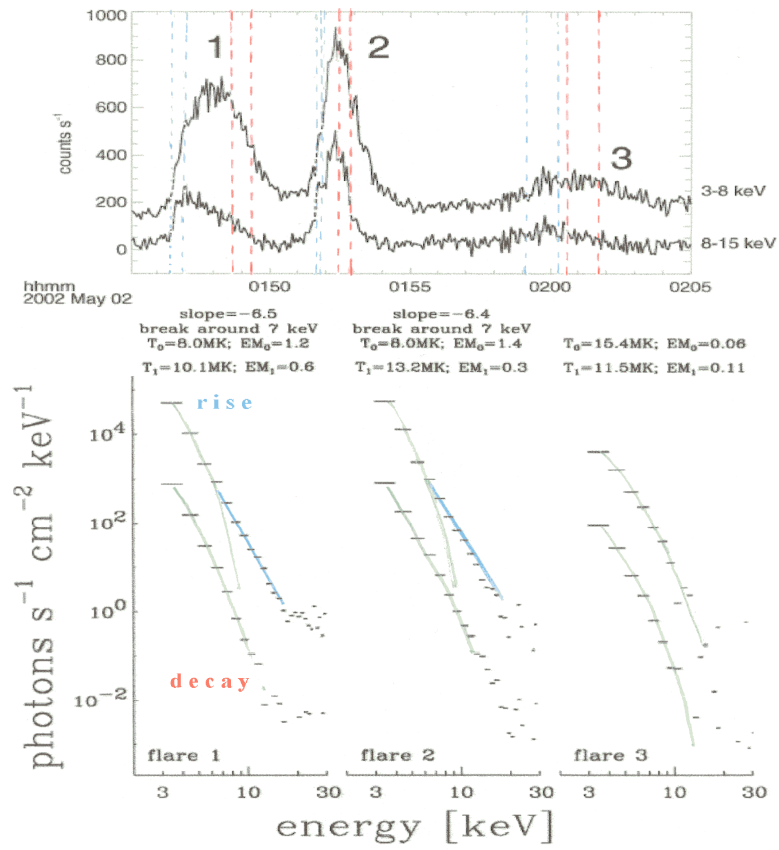 1000
800
600
400
200
0
counts s⁻¹
1
2
3
3-8 keV
8-15 keV
hhmm
2002 May 02
0150
0155
0200
0205
slope=-6.5
break around 7 keV
T₀=8.0MK; EM₀=1.2
T₁=10.1MK; EM₁=0.6
slope=-6.4
break around 7 keV
T₀=8.0MK; EM₀=1.4
T₁=13.2MK; EM₁=0.3
T₀=15.4MK; EM₀=0.06
T₁=11.5MK; EM₁=0.11
photons s⁻¹ cm⁻² keV⁻¹
10⁴
10²
10⁰
10⁻²
rise
decay
flare 1
flare 2
flare 3
3 10 30
3 10 30
3 10 30
energy [keV]